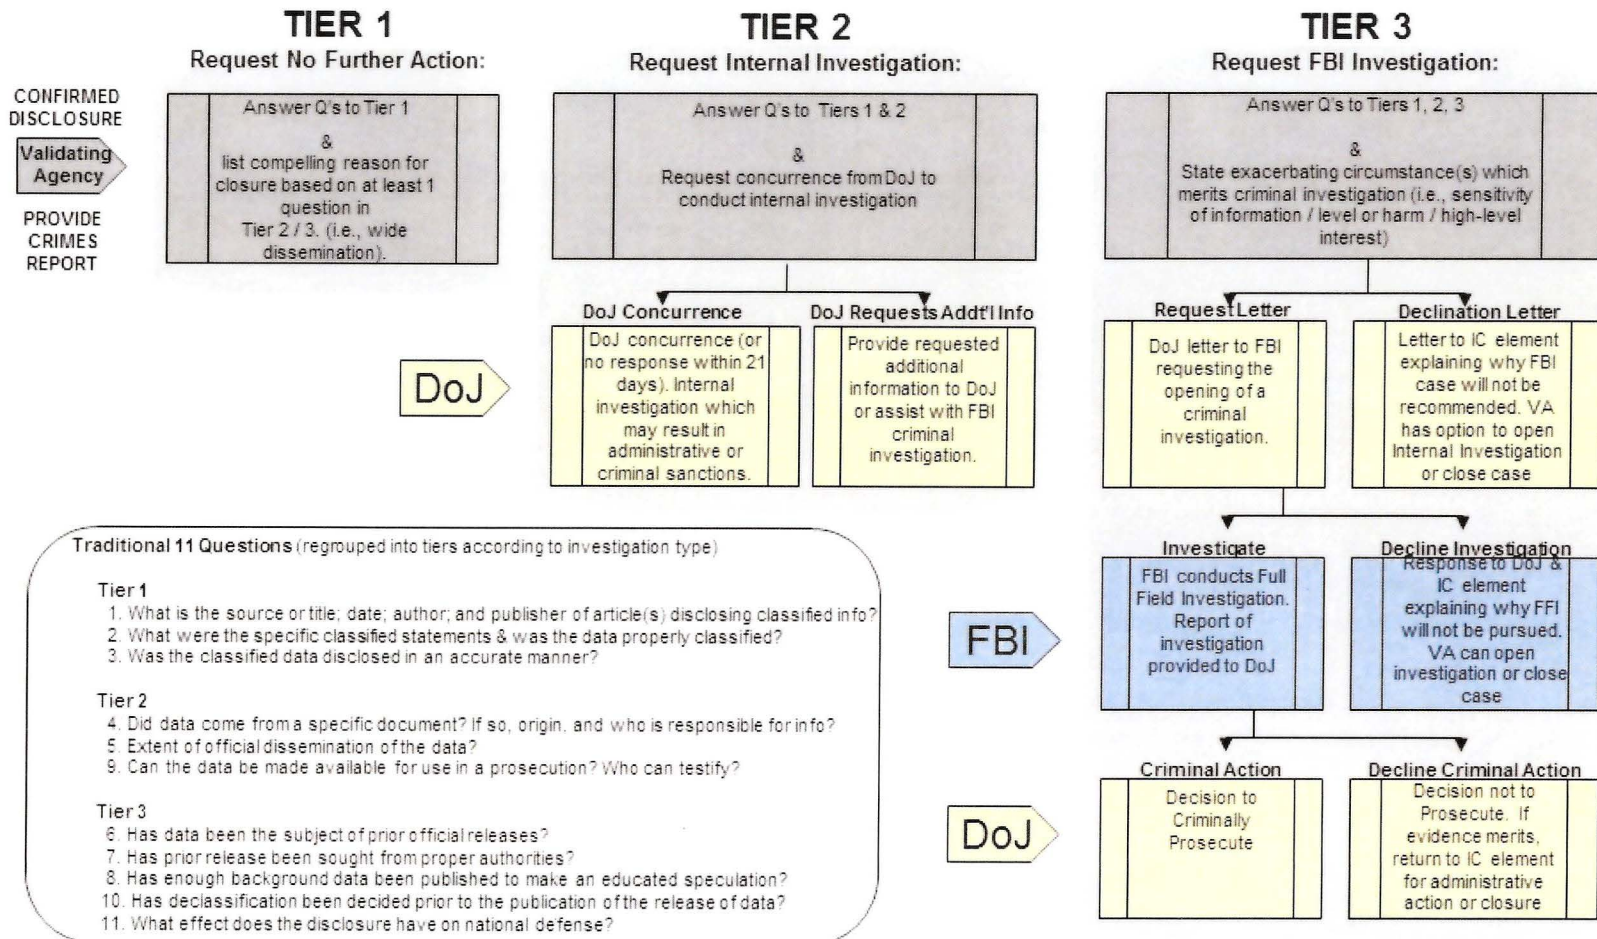 TIER 1
Request No Further Action:
TIER 2
Request Internal Investigation:
TIER 3
Request FBI Investigation:
CONFIRMED
DISCLOSURE
Validating
Agency
PROVIDE
CRIMES
REPORT
Answer Q's to Tier 1
&
list compelling reason for
closure based on at least 1
question in
Tier 2 / 3. (i.e., wide
dissemination).
Answer Q's to Tiers 1 & 2
&
Request concurrence from DoJ to
conduct internal investigation
Answer Q's to Tiers 1, 2, 3
&
State exacerbating circumstance(s) which
merits criminal investigation (i.e., sensitivity
of information / level or harm / high-level
interest)
DoJ
DoJ Concurrence
DoJ concurrence (or
no response within 21
days). Internal
investigation which
may result in
administrative or
criminal sanctions.
DoJ Requests Addt'l Info
Provide requested
additional
information to DoJ
or assist with FBI
criminal
investigation.
Request Letter
DoJ letter to FBI
requesting the
opening of a
criminal
investigation.
Declination Letter
Letter to IC element
explaining why FBI
case will not be
recommended. VA
has option to open
Internal Investigation
or close case
Traditional 11 Questions (regrouped into tiers according to investigation type)
Tier 1
1. What is the source or title; date; author; and publisher of article(s) disclosing classified info?
2. What were the specific classified statements & was the data properly classified?
3. Was the classified data disclosed in an accurate manner?
Tier 2
4. Did data come from a specific document? If so, origin, and who is responsible for info?
5. Extent of official dissemination of the data?
9. Can the data be made available for use in a prosecution? Who can testify?
Tier 3
6. Has data been the subject of prior official releases?
7. Has prior release been sought from proper authorities?
8. Has enough background data been published to make an educated speculation?
10. Has declassification been decided prior to the publication of the release of data?
11. What effect does the disclosure have on national defense?
FBI
Investigate
FBI conducts Full
Field Investigation.
Report of
investigation
provided to DoJ
Decline Investigation
Response to DoJ &
IC element
explaining why FFI
will not be pursued.
VA can open
investigation or close
case
DoJ
Criminal Action
Decision to
Criminally
Prosecute
Decline Criminal Action
Decision not to
Prosecute. If
evidence merits,
return to IC element
for administrative
action or closure